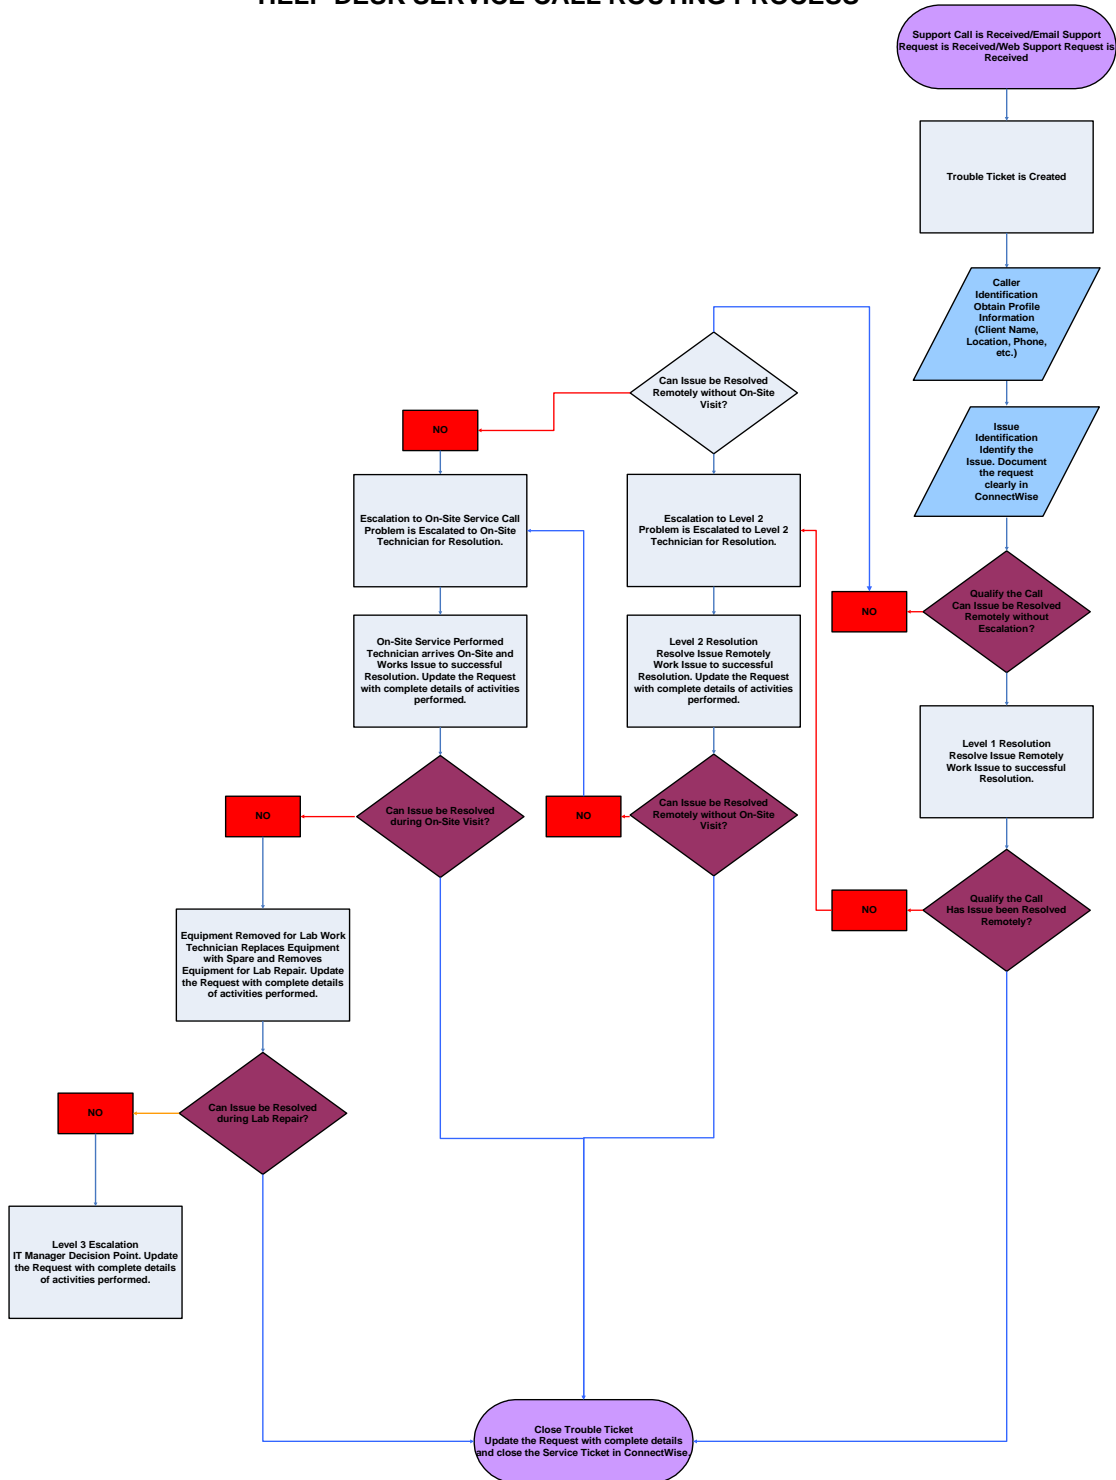 HELP DESK SERVICE CALL ROUTING PROCESS
Support Call is Received/Email Support
Request is Received/Web Support Request is
Received
Trouble Ticket is Created
Caller
Identification
Obtain Profile
Information
(Client Name,
Location, Phone,
etc.)
Can Issue be Resolved
Remotely without On-Site
Visit?
NO
Issue
Identification
Identify the
Issue. Document
the request
clearly in
ConnectWise
Escalation to On-Site Service Call
Problem is Escalated to On-Site
Technician for Resolution.
Escalation to Level 2
Problem is Escalated to Level 2
Technician for Resolution.
NO
Qualify the Call
Can Issue be Resolved
Remotely without
Escalation?
On-Site Service Performed
Technician arrives On-Site and
Works Issue to successful
Resolution. Update the Request
with complete details of activities
performed.
Level 2 Resolution
Resolve Issue Remotely
Work Issue to successful
Resolution. Update the Request
with complete details of activities
performed.
Level 1 Resolution
Resolve Issue Remotely
Work Issue to successful
Resolution.
NO
Can Issue be Resolved
during On-Site Visit?
NO
Can Issue be Resolved
Remotely without On-Site
Visit?
NO
Qualify the Call
Has Issue been Resolved
Remotely?
Equipment Removed for Lab Work
Technician Replaces Equipment
with Spare and Removes
Equipment for Lab Repair. Update
the Request with complete details
of activities performed.
NO
Can Issue be Resolved
during Lab Repair?
Level 3 Escalation
IT Manager Decision Point. Update
the Request with complete details
of activities performed.
Close Trouble Ticket
Update the Request with complete details
and close the Service Ticket in ConnectWise.